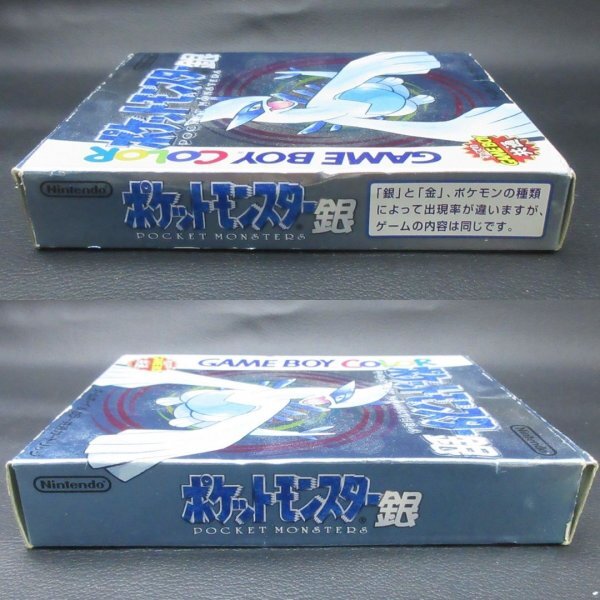 ポケットモンスター銀
POCKET MONSTERS
GAME BOY COLOR
Nintendo
ポケットモンスター銀
POCKET MONSTERS
「銀」と「金」、ポケモンの種類
によって出現率が違いますが、
ゲームの内容は同じです。
GAME BOY COLOR
ポケットモンスター銀
Nintendo
Nintendo
ポケットモンスター銀
POCKET MONSTERS